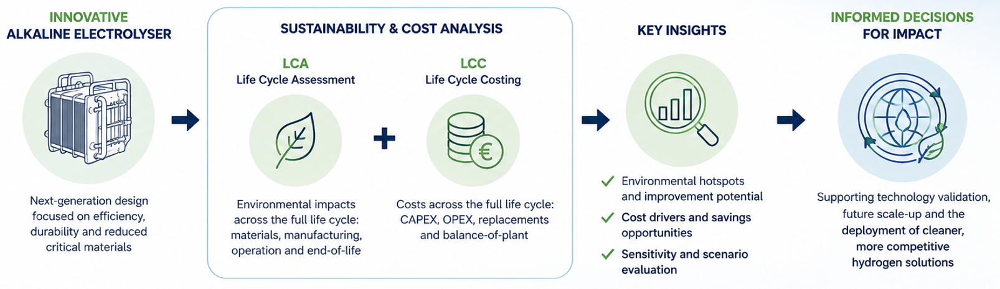 INNOVATIVE
ALKALINE ELECTROLYSER
Next-generation design
focused on efficiency,
durability and reduced
critical materials
SUSTAINABILITY & COST ANALYSIS
LCA
Life Cycle Assessment
Environmental impacts
across the full life cycle:
materials, manufacturing,
operation and end-of-life
+
LCC
Life Cycle Costing
€
Costs across the full life cycle:
CAPEX, OPEX, replacements
and balance-of-plant
KEY INSIGHTS
Environmental hotspots
and improvement potential
Cost drivers and savings
opportunities
Sensitivity and scenario
evaluation
INFORMED DECISIONS
FOR IMPACT
Supporting technology validation,
future scale-up and the
deployment of cleaner,
more competitive
hydrogen solutions